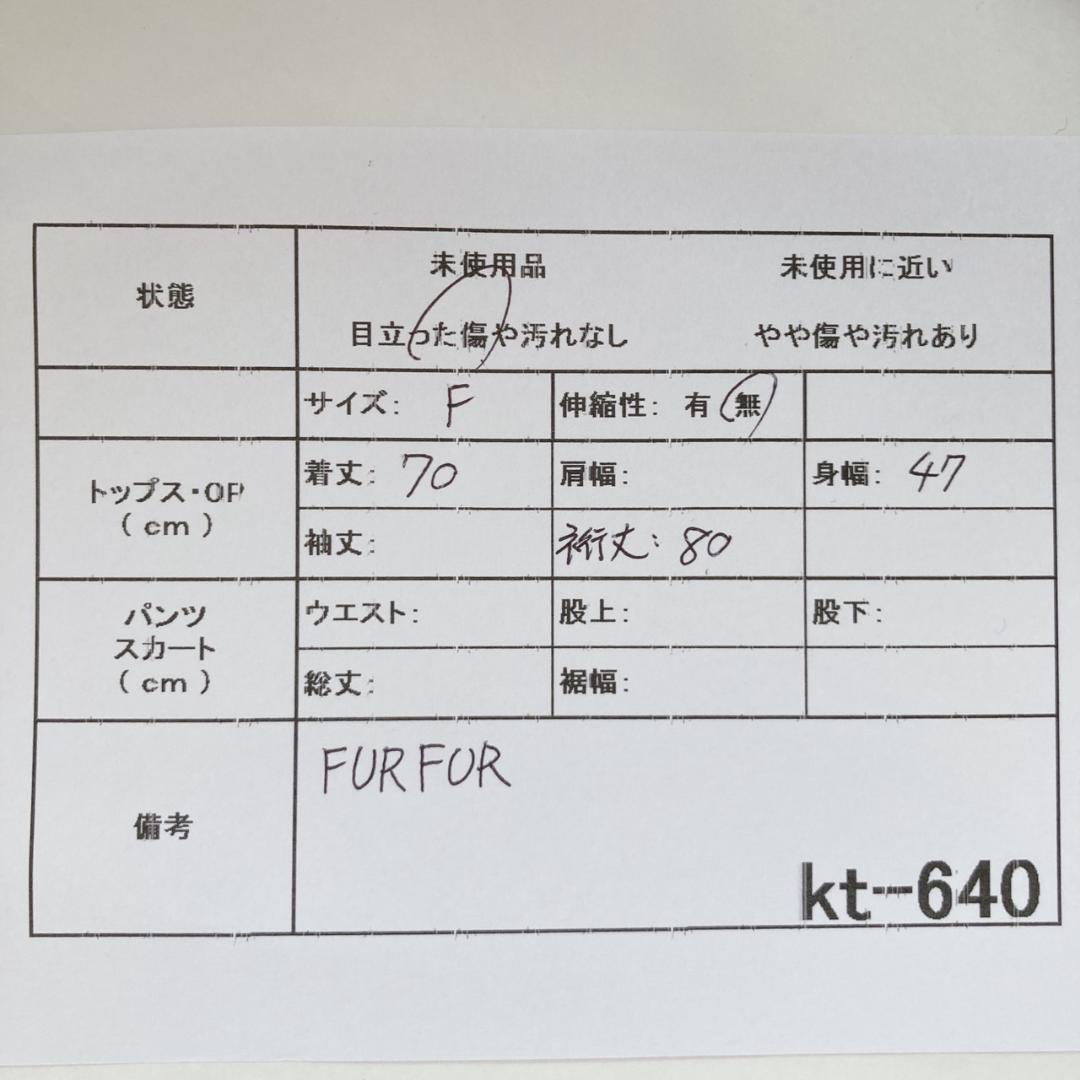 状態
未使用品 未使用に近い
目立った傷や汚れなし やや傷や汚れあり
サイズ: F 伸縮性: 有 無
トップス・OP
( cm )
着丈: 70 肩幅: 身幅: 47
袖丈: 裄丈: 80
パンツ
スカート
( cm )
ウエスト: 股上: 股下:
総丈: 裾幅:
備考
FURFUR
kt-640